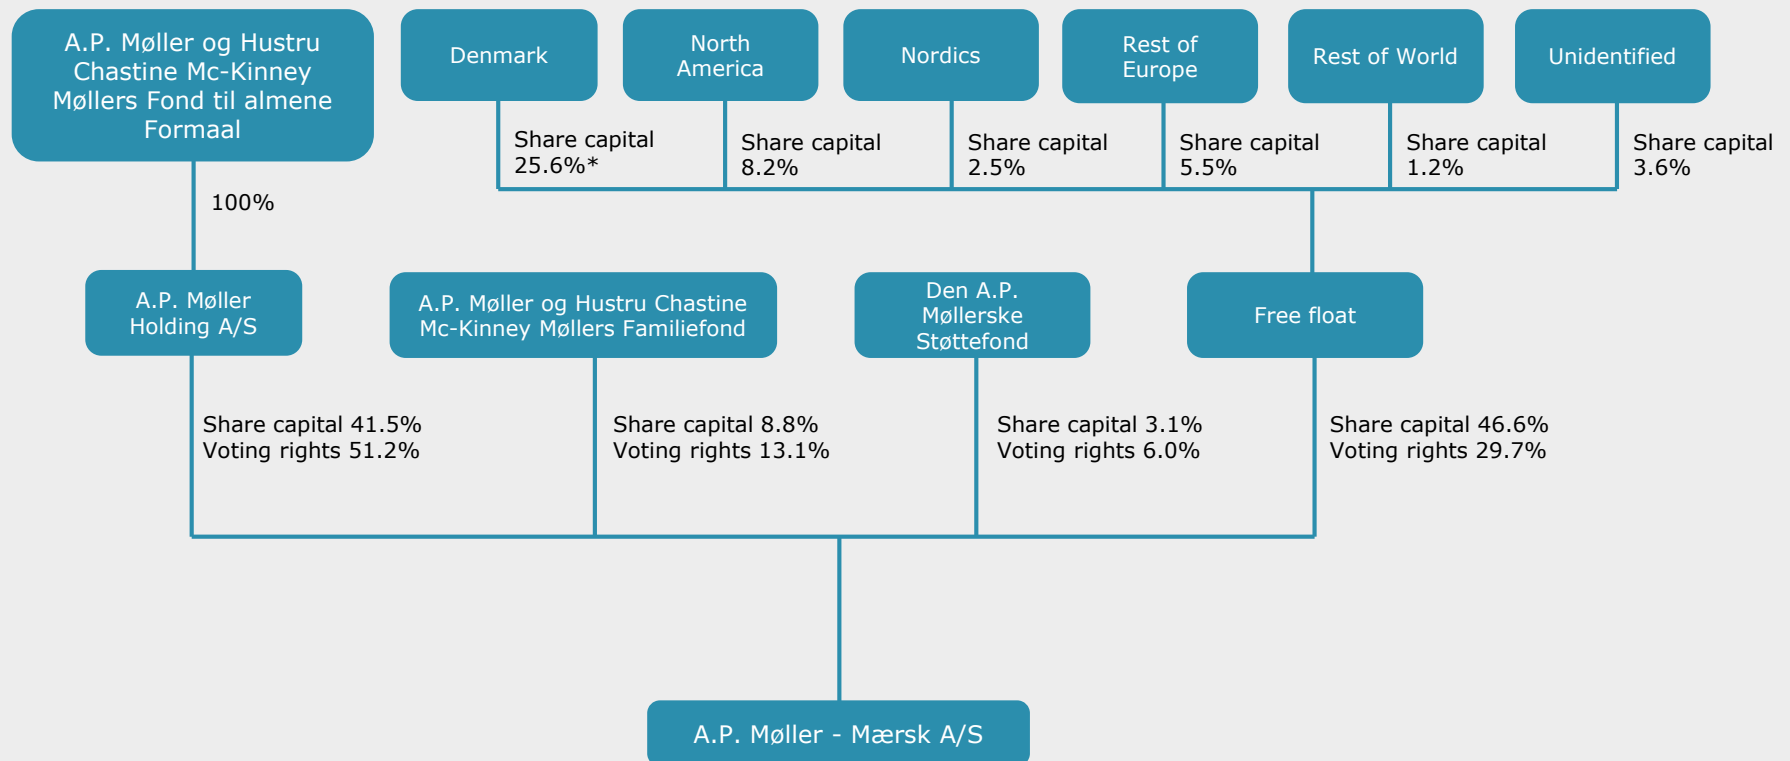 A.P. Møller og Hustru
Chastine Mc-Kinney
Møllers Fond til almene
Formaal
Denmark
North
America
Nordics
Rest of
Europe
Rest of World
Unidentified
Share capital
25.6%*
Share capital
8.2%
Share capital
2.5%
Share capital
5.5%
Share capital
1.2%
Share capital
3.6%
100%
A.P. Møller
Holding A/S
A.P. Møller og Hustru Chastine
Mc-Kinney Møllers Familiefond
Den A.P.
Møllerske
Støttefond
Free float
Share capital 41.5%
Voting rights 51.2%
Share capital 8.8%
Voting rights 13.1%
Share capital 3.1%
Voting rights 6.0%
Share capital 46.6%
Voting rights 29.7%
A.P. Møller - Mærsk A/S